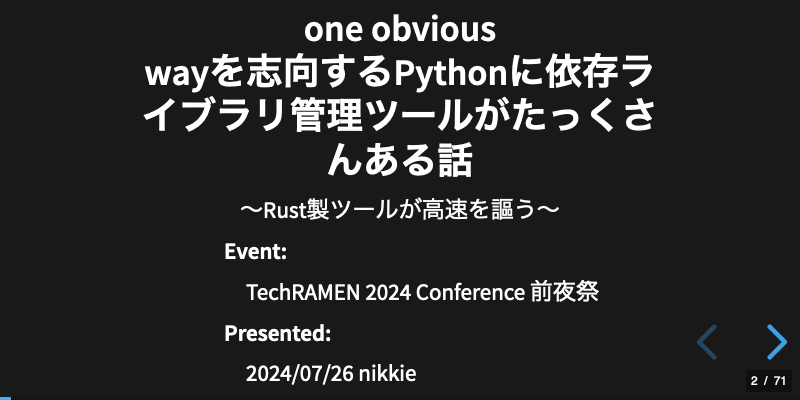 one obvious
wayを志向するPythonに依存ラ
イブラリ管理ツールがたっくさ
んある話
〜Rust製ツールが高速を謳う〜
Event:
TechRAMEN 2024 Conference 前夜祭
Presented:
2024/07/26 nikkie
2 / 71